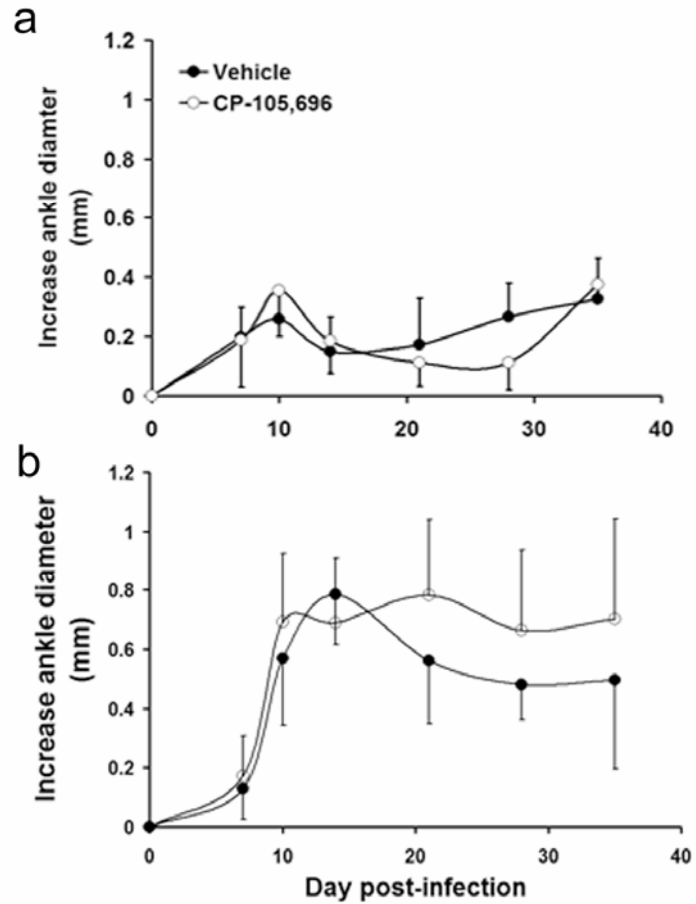 a
1.2
1
0.8
0.6
0.4
0.2
0
Increase ankle diamter
(mm)
Vehicle
CP-105,696
0 10 20 30 40
b
1.2
1
0.8
0.6
0.4
0.2
0
Increase ankle diameter
(mm)
0 10 20 30 40
Day post-infection